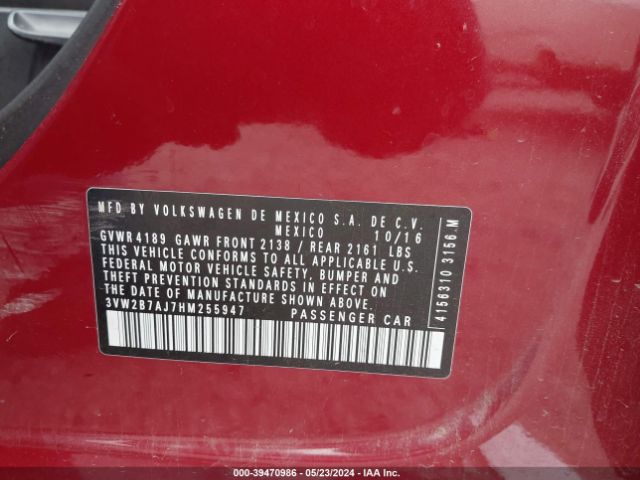 MFD BY VOLKSWAGEN DE MEXICO S.A. DE C.V.
MEXICO 10/16
GVWR 4189 GAWR FRONT 2138 / REAR 2161 LBS
THIS VEHICLE CONFORMS TO ALL APPLICABLE U.S.
FEDERAL MOTOR VEHICLE SAFETY, BUMPER AND
THEFT PREVENTION STANDARDS IN EFFECT ON
THE DATE OF MANUFACTURE SHOWN ABOVE.
3VW2B7AJ7HM255947 PASSENGER CAR
4156310 3156 M
000-39470986 - 05/23/2024 - IAA Inc.